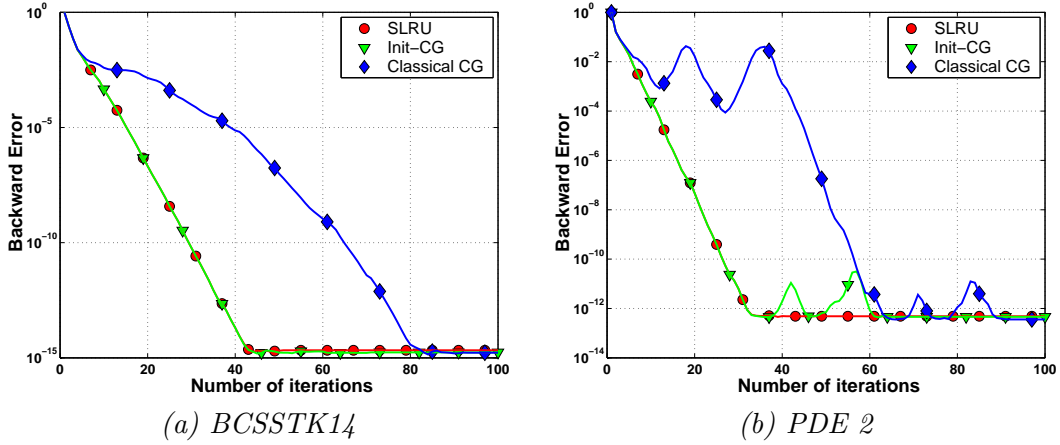 10^0
10^-5
10^-10
10^-15
Backward Error
0 20 40 60 80 100
Number of iterations
SLRU
Init-CG
Classical CG
(a) BCSSTK14
10^0
10^-2
10^-4
10^-6
10^-8
10^-10
10^-12
10^-14
Backward Error
0 20 40 60 80 100
Number of iterations
SLRU
Init-CG
Classical CG
(b) PDE 2